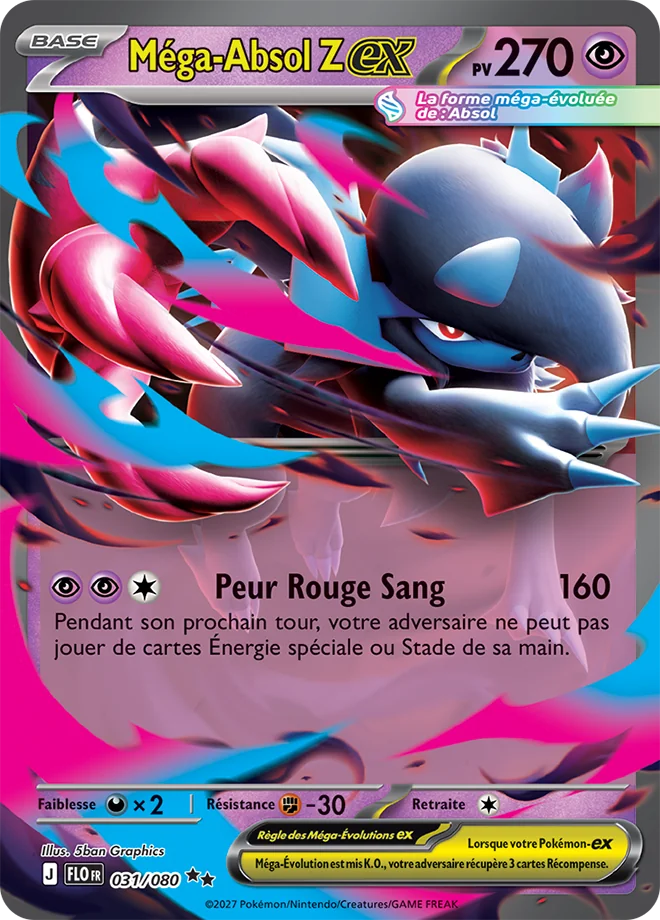 BASE
Méga-Absol Z ex
PV 270
La forme méga-évoluée
de : Absol
Peur Rouge Sang 160
Pendant son prochain tour, votre adversaire ne peut pas
jouer de cartes Énergie spéciale ou Stade de sa main.
Faiblesse ×2 Résistance -30 Retraite
Illus. 5ban Graphics
Règle des Méga-Évolutions ex
Lorsque votre Pokémon-ex
Méga-Évolution est mis K.O., votre adversaire récupère 3 cartes Récompense.
J FLO FR 031/080
©2027 Pokémon/Nintendo/Creatures/GAME FREAK